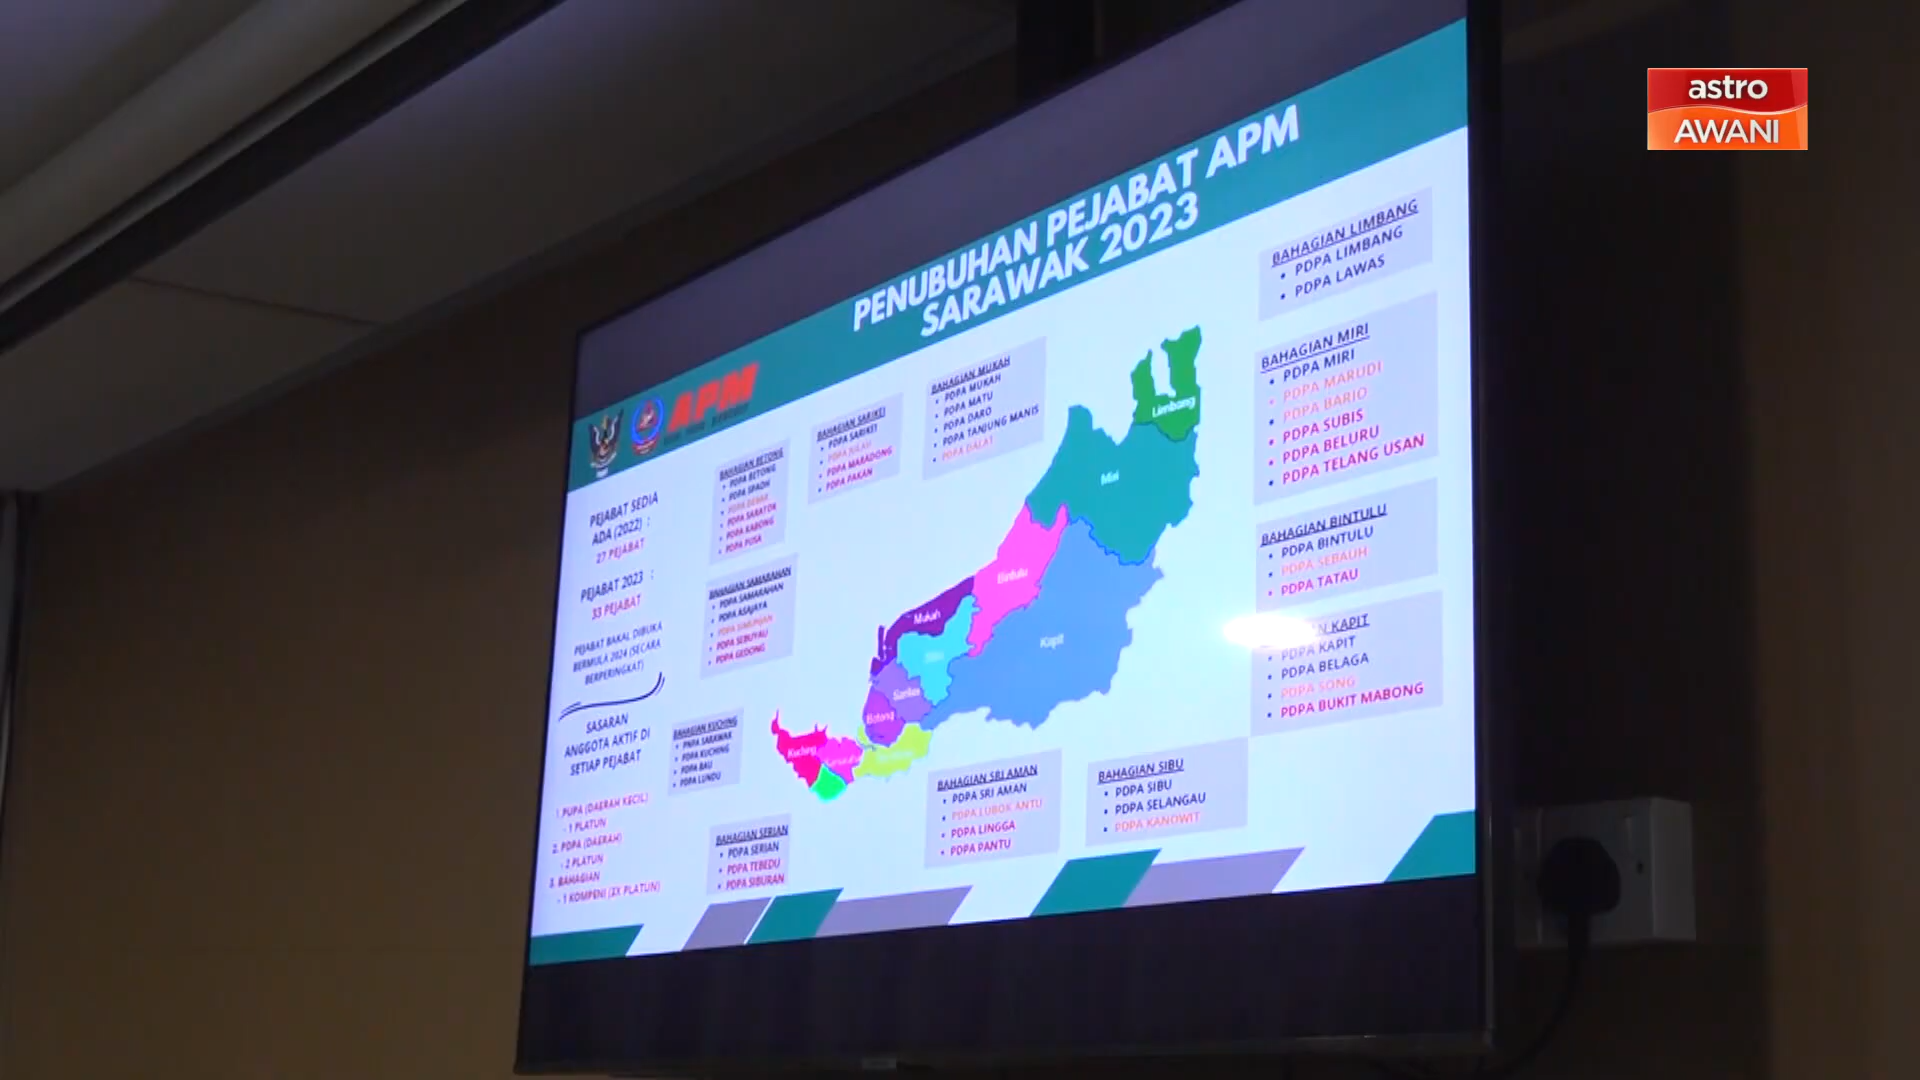 astro
AWANI
PENUBUHAN PEJABAT APM
SARAWAK 2023
APM
PEJABAT SEDIA
ADA (2022) :
27 PEJABAT
PEJABAT 2023 :
33 PEJABAT
PEJABAT BAKAL DIBUKA
BERMULA 2024 (SECARA
BERPERINGKAT)
SASARAN
ANGGOTA AKTIF DI
SETIAP PEJABAT
1. PUPA (DAERAH KECIL)
- 1 PLATUN
2. PDPA (DAERAH)
- 2 PLATUN
3. BAHAGIAN
- 1 KOMPENI (3X PLATUN)
BAHAGIAN BETONG
• PDPA BETONG
• PDPA SPAOH
• PDPA DEBAK
• PDPA SARATOK
• PDPA KABONG
• PDPA PUSA
BAHAGIAN SARIKEI
• PDPA SARIKEI
• PDPA JULAU
• PDPA MARADONG
• PDPA PAKAN
BAHAGIAN MUKAH
• PDPA MUKAH
• PDPA MATU
• PDPA DARO
• PDPA TANJUNG MANIS
• PDPA DALAT
BAHAGIAN LIMBANG
• PDPA LIMBANG
• PDPA LAWAS
BAHAGIAN MIRI
• PDPA MIRI
• PDPA MARUDI
• PDPA BARIO
• PDPA SUBIS
• PDPA BELURU
• PDPA TELANG USAN
BAHAGIAN BINTULU
• PDPA BINTULU
• PDPA SEBAUH
• PDPA TATAU
KAPIT
• PDPA KAPIT
• PDPA BELAGA
• PDPA SONG
• PDPA BUKIT MABONG
BAHAGIAN SAMARAHAN
• PDPA SAMARAHAN
• PDPA ASAJAYA
• PDPA SIMUNJAN
• PDPA SEBUYAU
• PDPA GEDONG
BAHAGIAN KUCHING
• PNPA SARAWAK
• PDPA KUCHING
• PDPA BAU
• PDPA LUNDU
BAHAGIAN SERIAN
• PDPA SERIAN
• PDPA TEBEDU
• PDPA SIBURAN
BAHAGIAN SRI AMAN
• PDPA SRI AMAN
• PDPA LUBOK ANTU
• PDPA LINGGA
• PDPA PANTU
BAHAGIAN SIBU
• PDPA SIBU
• PDPA SELANGAU
• PDPA KANOWIT
Limbang
Miri
Bintulu
Mukah
Kapit
Sarikei
Betong
Kuching